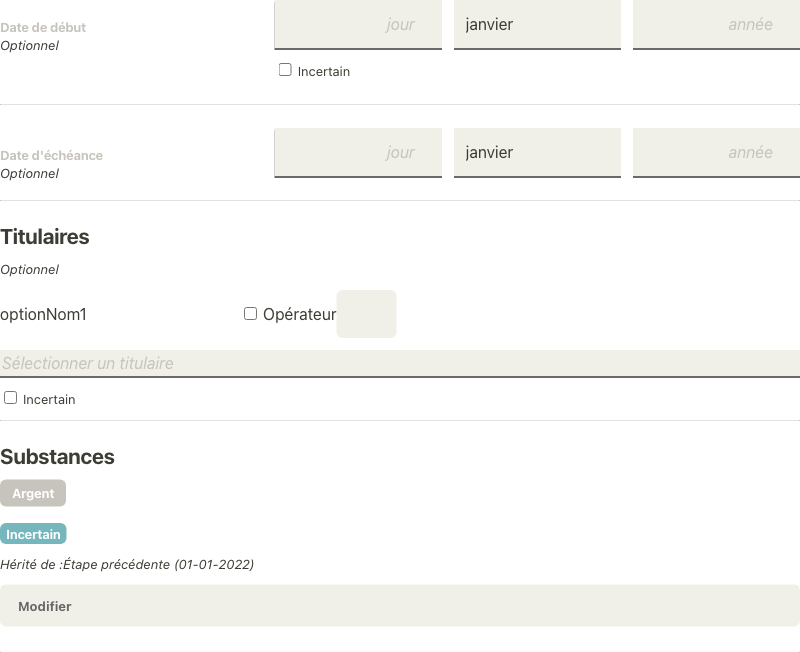 Date de début
Optionnel
jour
janvier
année
Incertain
Date d'échéance
Optionnel
jour
janvier
année
Titulaires
Optionnel
optionNom1
Opérateur
Sélectionner un titulaire
Incertain
Substances
Argent
Incertain
Hérité de :Étape précédente (01-01-2022)
Modifier